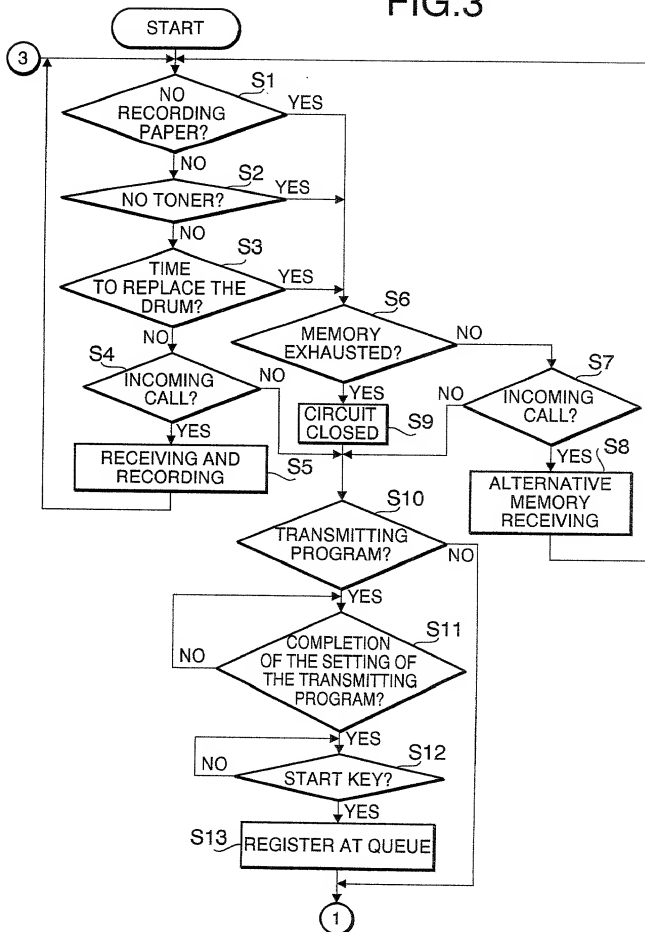 FIG.3
START
3
S1
NO
RECORDING
PAPER?
YES
NO
S2
NO TONER?
YES
NO
S3
TIME
TO REPLACE THE
DRUM?
YES
NO
S6
MEMORY
EXHAUSTED?
NO
YES
S4
INCOMING
CALL?
NO
YES
S7
INCOMING
CALL?
NO
YES
CIRCUIT
CLOSED
S9
RECEIVING AND
RECORDING
S5
S8
ALTERNATIVE
MEMORY
RECEIVING
S10
TRANSMITTING
PROGRAM?
NO
YES
S11
COMPLETION
OF THE SETTING OF
THE TRANSMITTING
PROGRAM?
NO
YES
S12
START KEY?
NO
YES
S13
REGISTER AT QUEUE
1